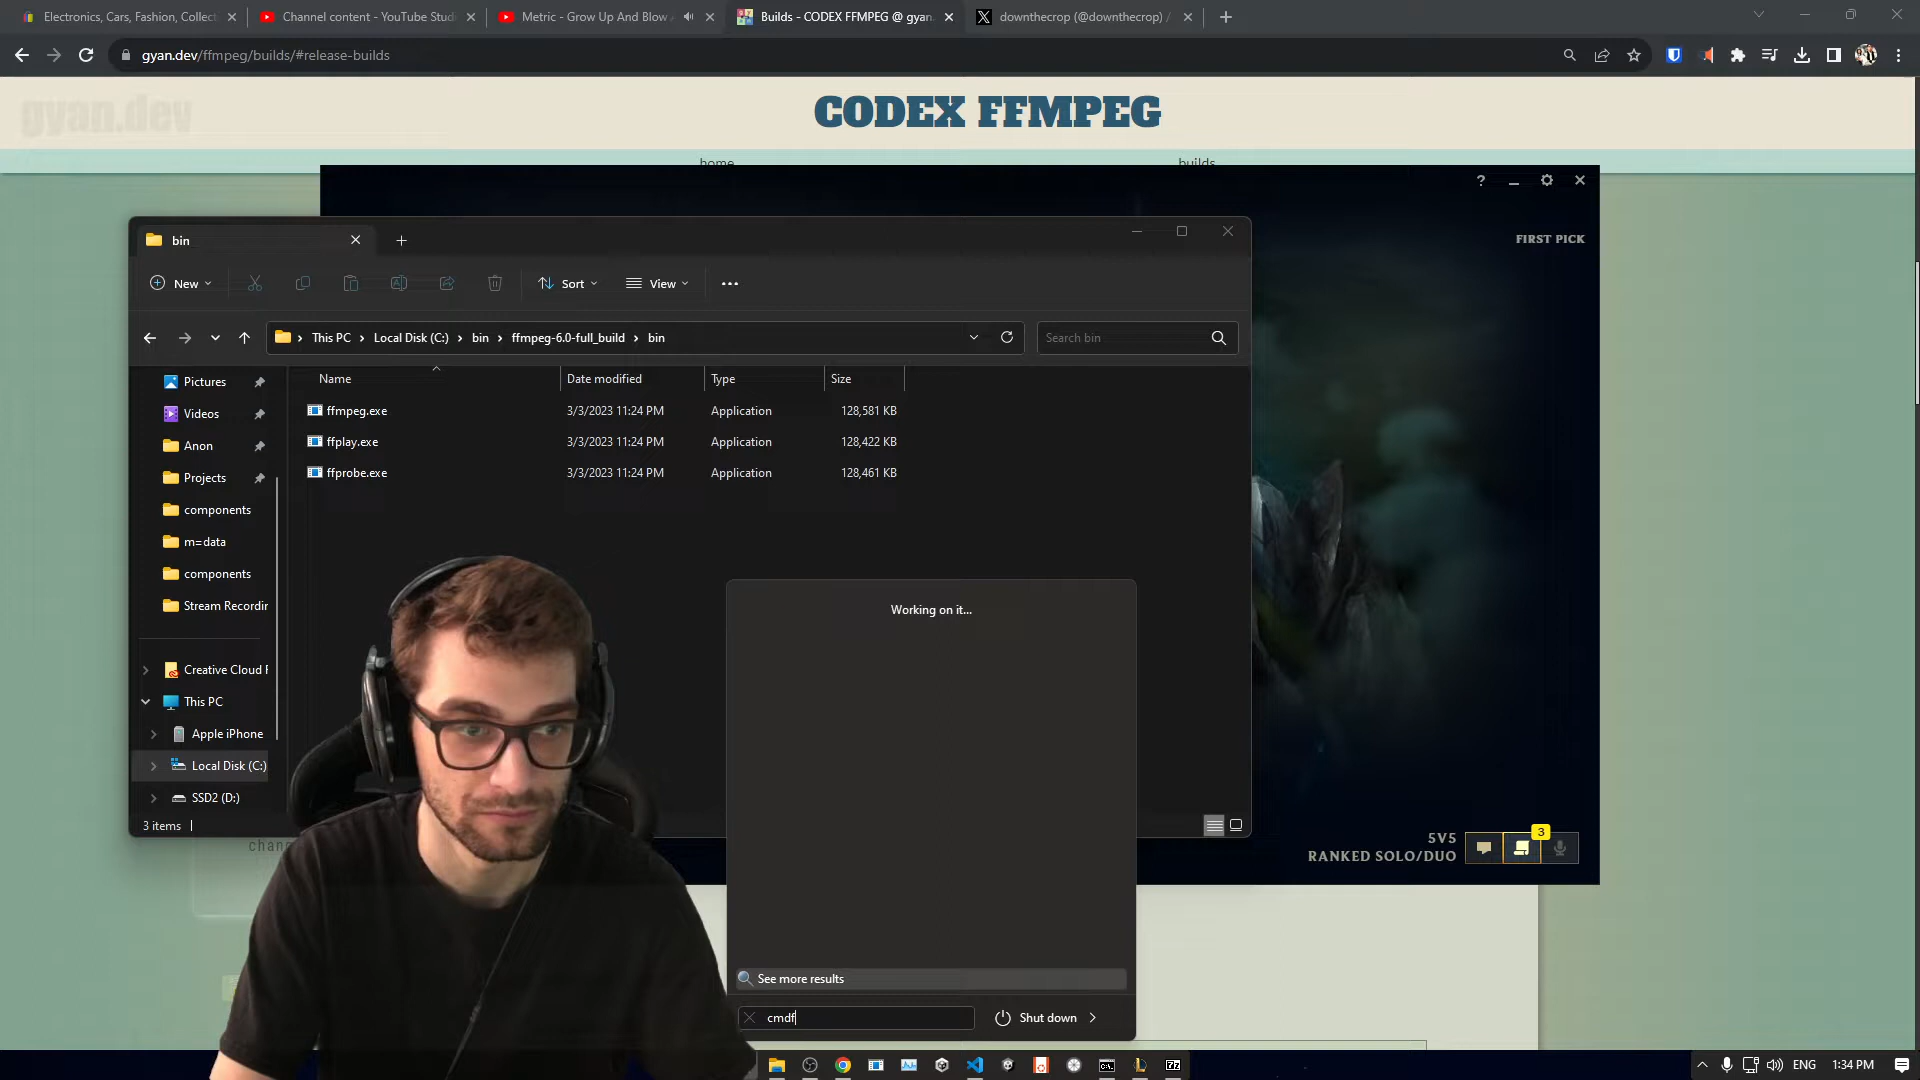 Electronics, Cars, Fashion, Collect
Channel content - YouTube Studi
Metric - Grow Up And Blow A
Builds - CODEX FFMPEG @ gyan.
downthecrop (@downthecrop) /
gyan.dev/ffmpeg/builds/#release-builds
gyan.dev
CODEX FFMPEG
home
builds
?
FIRST PICK
bin
New
Sort
View
This PC
Local Disk (C:)
bin
ffmpeg-6.0-full_build
bin
Search bin
Name
Date modified
Type
Size
ffmpeg.exe
3/3/2023 11:24 PM
Application
128,581 KB
ffplay.exe
3/3/2023 11:24 PM
Application
128,422 KB
ffprobe.exe
3/3/2023 11:24 PM
Application
128,461 KB
Pictures
Videos
Anon
Projects
components
m=data
components
Stream Recordin
Creative Cloud F
This PC
Apple iPhone
Local Disk (C:)
SSD2 (D:)
3 items
Working on it...
See more results
cmdf
Shut down
3
5V5
RANKED SOLO/DUO
ENG
1:34 PM